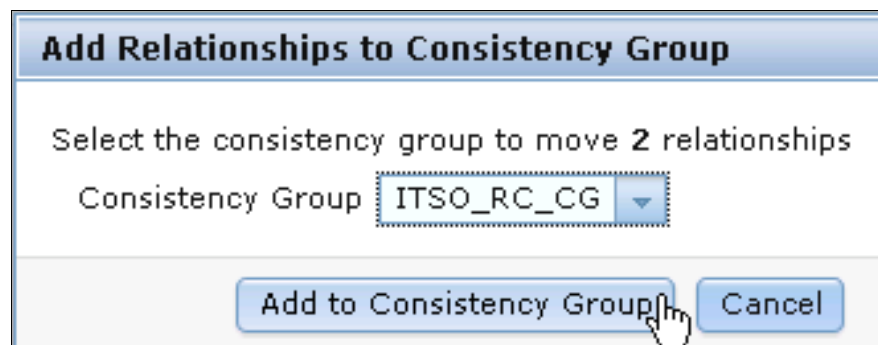 Add Relationships to Consistency Group
Select the consistency group to move 2 relationships
Consistency Group ITSO_RC_CG
Add to Consistency Group Cancel